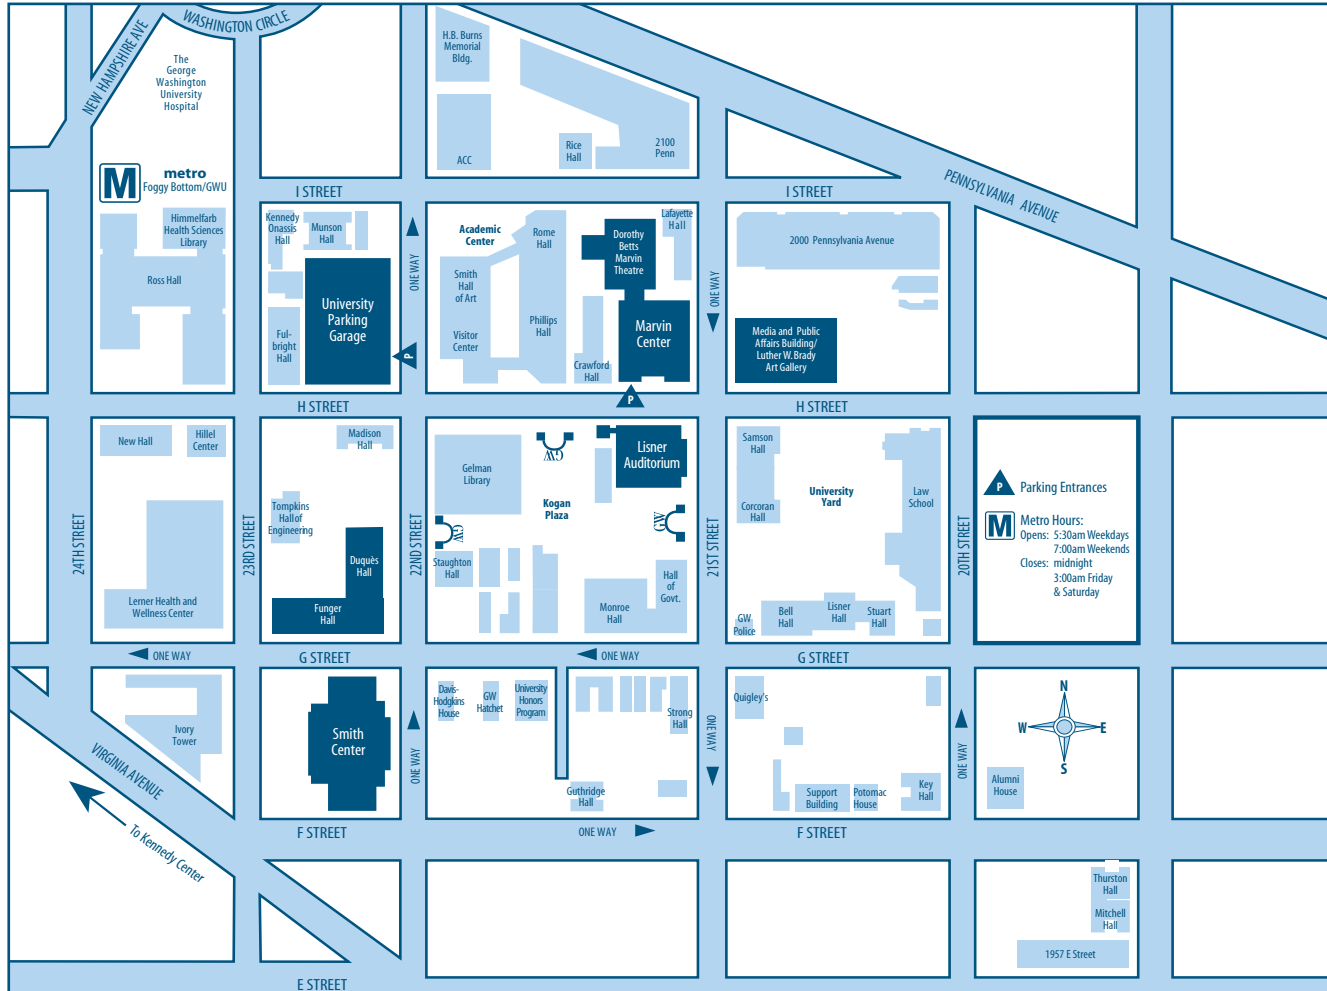 WASHINGTON CIRCLE
NEW HAMPSHIRE AVE
The
George
Washington
University
Hospital
H.B. Burns
Memorial
Bldg.
ACC
Rice
Hall
2100
Penn
PENNSYLVANIA AVENUE
M
metro
Foggy Bottom/GWU
I STREET
I STREET
Himmelfarb
Health Sciences
Library
Ross Hall
Kennedy
Onassis
Hall
Munson
Hall
University
Parking
Garage
Ful-
bright
Hall
P
ONE WAY
Academic
Center
Rome
Hall
Smith
Hall
of Art
Visitor
Center
Phillips
Hall
Dorothy
Betts
Marvin
Theatre
Lafayette
Hall
Marvin
Center
Crawford
Hall
P
ONE WAY
2000 Pennsylvania Avenue
Media and Public
Affairs Building/
Luther W. Brady
Art Gallery
H STREET
H STREET
New Hall
Hillel
Center
Lerner Health and
Wellness Center
24TH STREET
23RD STREET
Madison
Hall
Tompkins
Hall of
Engineering
Duquès
Hall
Funger
Hall
22ND STREET
Gelman
Library
GW
Kogan
Plaza
Lisner
Auditorium
GW
GW
Staughton
Hall
Monroe
Hall
Hall
of
Govt.
21ST STREET
Samson
Hall
Corcoran
Hall
University
Yard
Law
School
GW
Police
Bell
Hall
Lisner
Hall
Stuart
Hall
20TH STREET
P
Parking Entrances
M
Metro Hours:
Opens: 5:30am Weekdays
7:00am Weekends
Closes: midnight
3:00am Friday
& Saturday
ONE WAY
G STREET
ONE WAY
G STREET
Ivory
Tower
VIRGINIA AVENUE
To Kennedy Center
Smith
Center
ONE WAY
Davis-
Hodgkins
House
GW
Hatchet
University
Honors
Program
Strong
Hall
Guthridge
Hall
ONE WAY
Quigley's
Support
Building
Potomac
House
Key
Hall
ONE WAY
N
W
E
S
Alumni
House
F STREET
ONE WAY
F STREET
Thurston
Hall
Mitchell
Hall
1957 E Street
E STREET